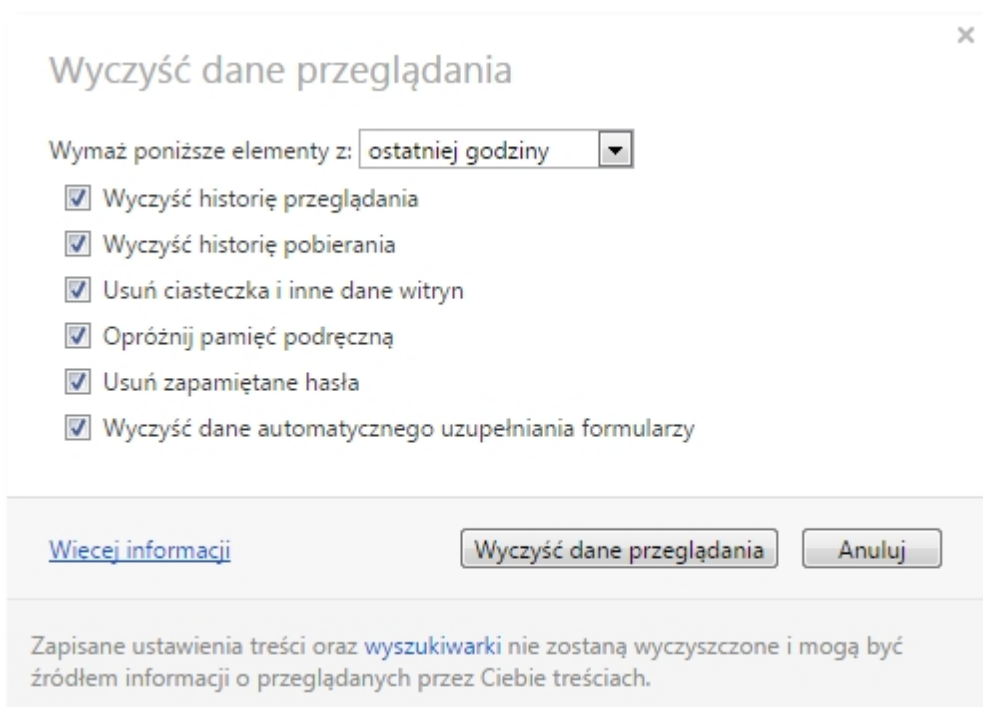 Wyczyść dane przeglądania
Wymaż poniższe elementy z: ostatniej godziny
Wyczyść historię przeglądania
Wyczyść historię pobierania
Usuń ciasteczka i inne dane witryn
Opróżnij pamięć podręczną
Usuń zapamiętane hasła
Wyczyść dane automatycznego uzupełniania formularzy
Więcej informacji Wyczyść dane przeglądania Anuluj
Zapisane ustawienia treści oraz wyszukiwarki nie zostaną wyczyszczone i mogą być
źródłem informacji o przeglądanych przez Ciebie treściach.